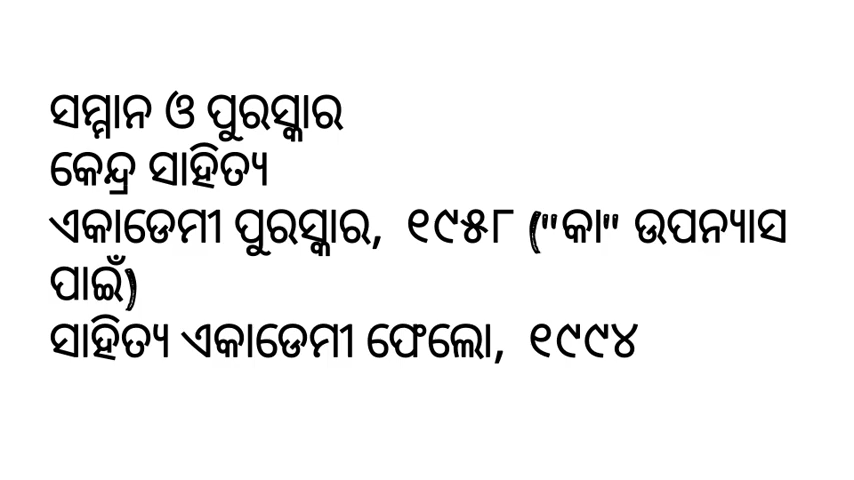 ସମ୍ମାନ ଓ ପୁରସ୍କାର
କେନ୍ଦ୍ର ସାହିତ୍ୟ
ଏକାଡେମୀ ପୁରସ୍କାର, ୧୯୫୮ ("କା" ଉପନ୍ୟାସ
ପାଇଁ)
ସାହିତ୍ୟ ଏକାଡେମୀ ଫେଲୋ, ୧୯୯୪